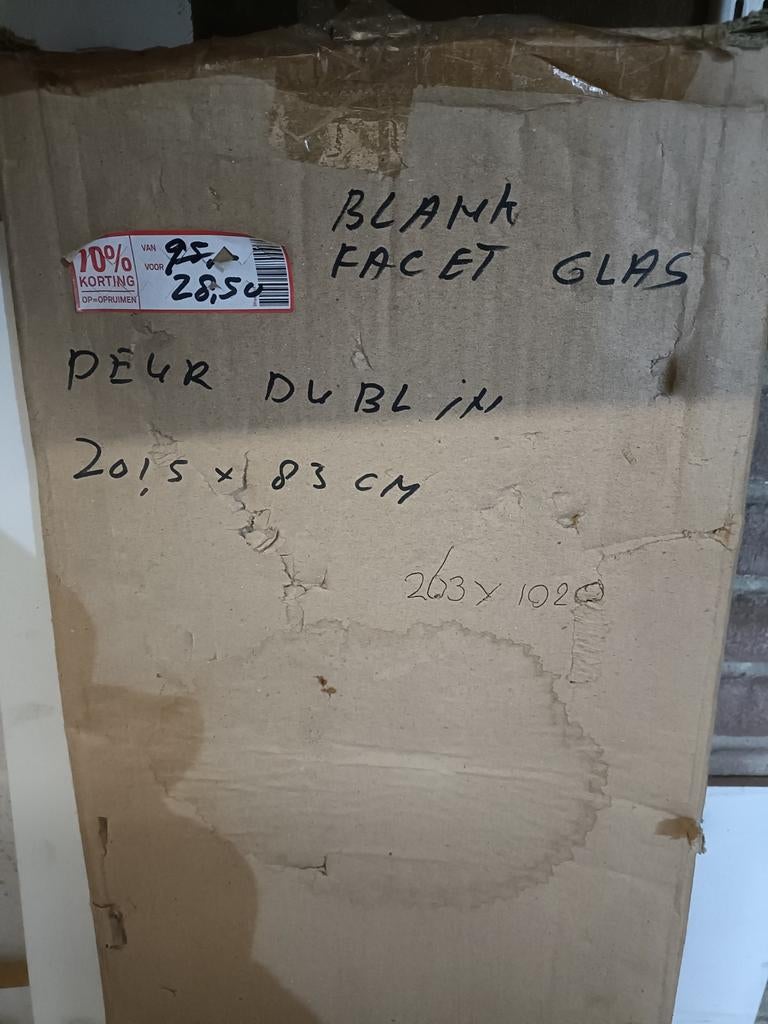 BLANK
FACET GLAS
70% KORTING
OP=OPRUIMEN
VAN 95,-
VOOR 28,50
DEUR DUBLIN
201,5 x 83 CM
263 x 1020